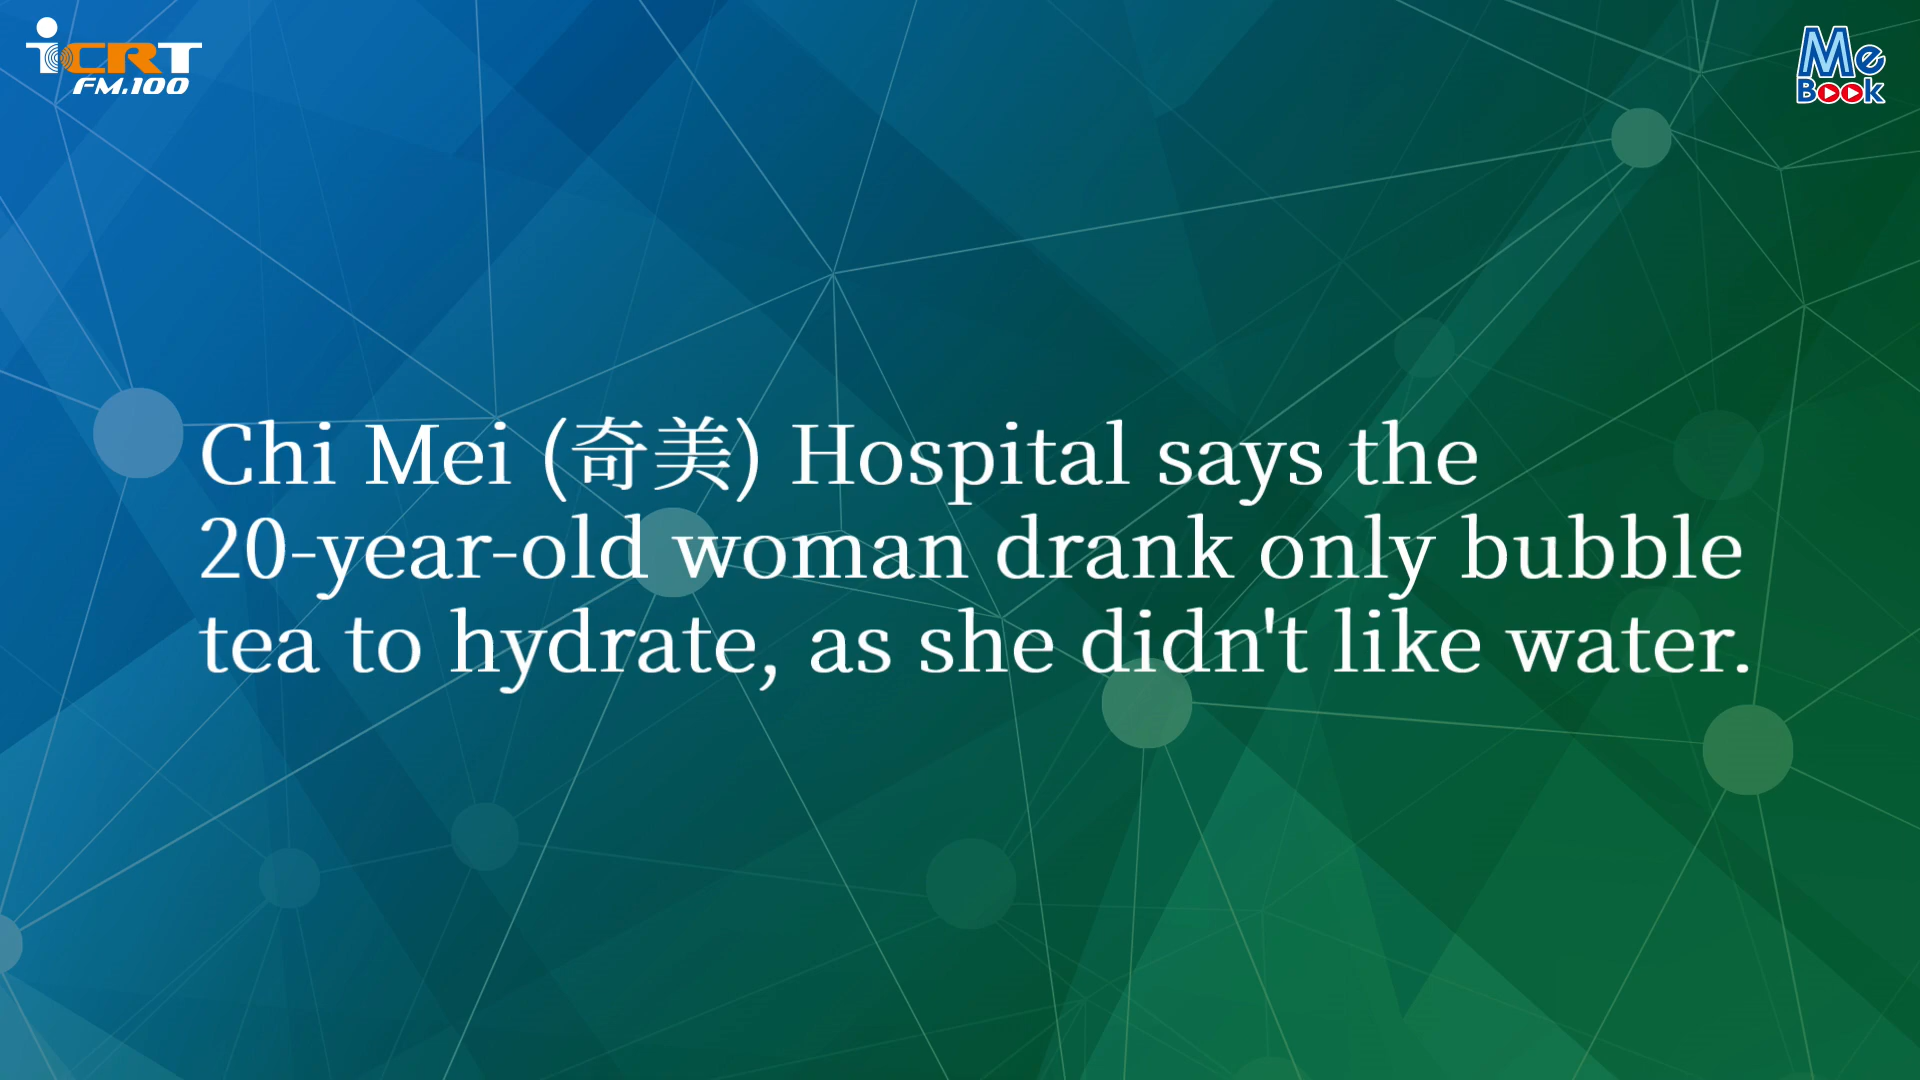 iCRT
FM.100
Me
Book
Chi Mei (奇美) Hospital says the
20-year-old woman drank only bubble
tea to hydrate, as she didn't like water.